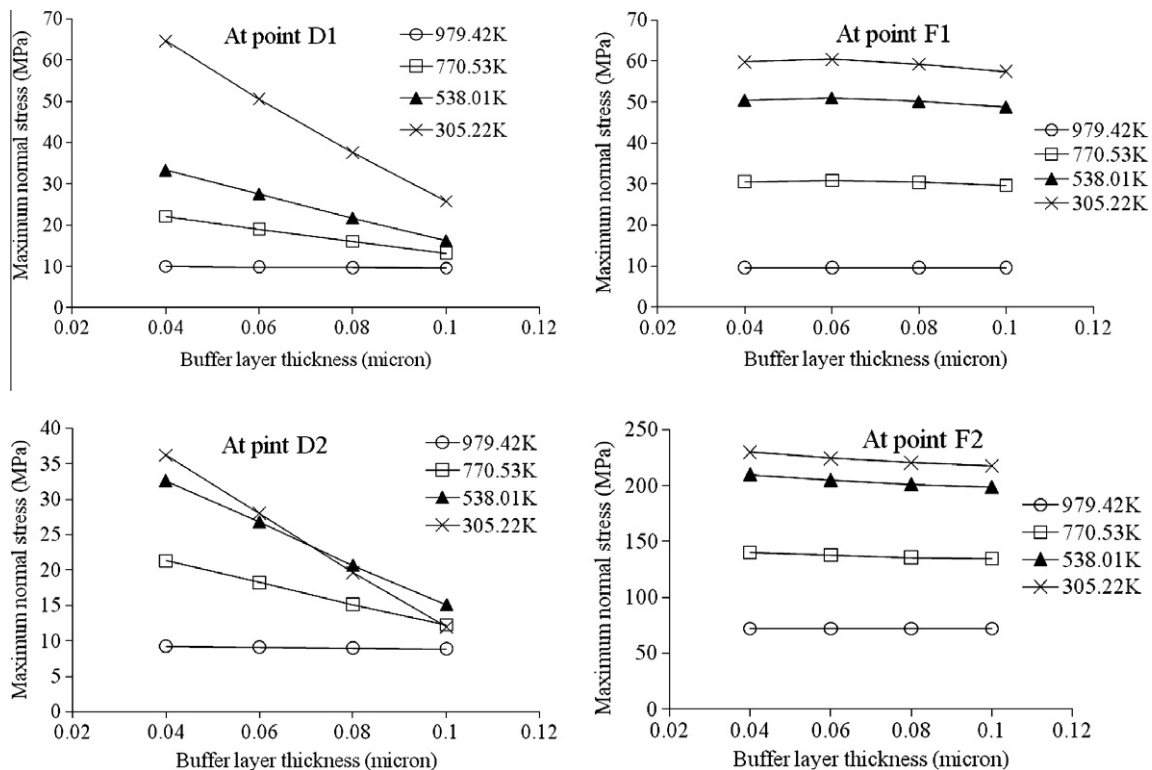 At point D1
Maximum normal stress (MPa)
70
60
50
40
30
20
10
0
0.02 0.04 0.06 0.08 0.1 0.12
Buffer layer thickness (micron)
979.42K
770.53K
538.01K
305.22K
At point F1
Maximum normal stress (MPa)
70
60
50
40
30
20
10
0
0.02 0.04 0.06 0.08 0.1 0.12
Buffer layer thickness (micron)
979.42K
770.53K
538.01K
305.22K
At pint D2
Maximum normal stress (MPa)
40
35
30
25
20
15
10
5
0
0.02 0.04 0.06 0.08 0.1 0.12
Buffer layer thickness (micron)
979.42K
770.53K
538.01K
305.22K
At point F2
Maximum normal stress (MPa)
250
200
150
100
50
0
0.02 0.04 0.06 0.08 0.1 0.12
Buffer layer thickness (micron)
979.42K
770.53K
538.01K
305.22K